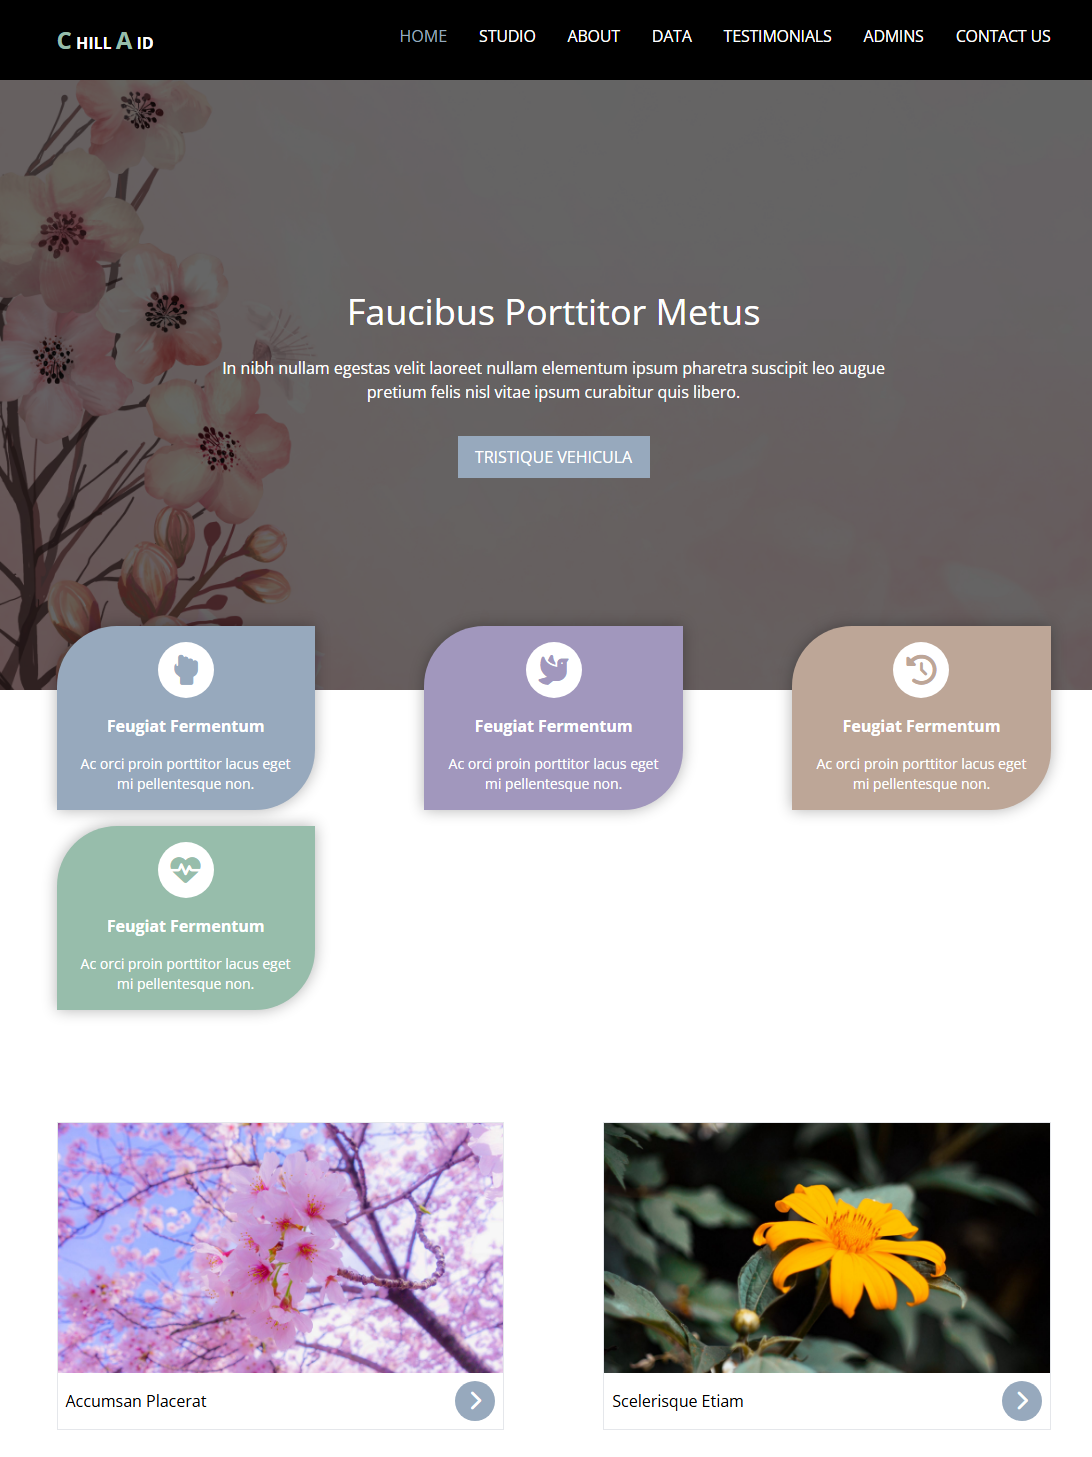 C HILL A ID
HOME STUDIO ABOUT DATA TESTIMONIALS ADMINS CONTACT US
Faucibus Porttitor Metus
In nibh nullam egestas velit laoreet nullam elementum ipsum pharetra suscipit leo augue
pretium felis nisl vitae ipsum curabitur quis libero.
TRISTIQUE VEHICULA
Feugiat Fermentum
Ac orci proin porttitor lacus eget
mi pellentesque non.
Feugiat Fermentum
Ac orci proin porttitor lacus eget
mi pellentesque non.
Feugiat Fermentum
Ac orci proin porttitor lacus eget
mi pellentesque non.
Feugiat Fermentum
Ac orci proin porttitor lacus eget
mi pellentesque non.
Accumsan Placerat
Scelerisque Etiam